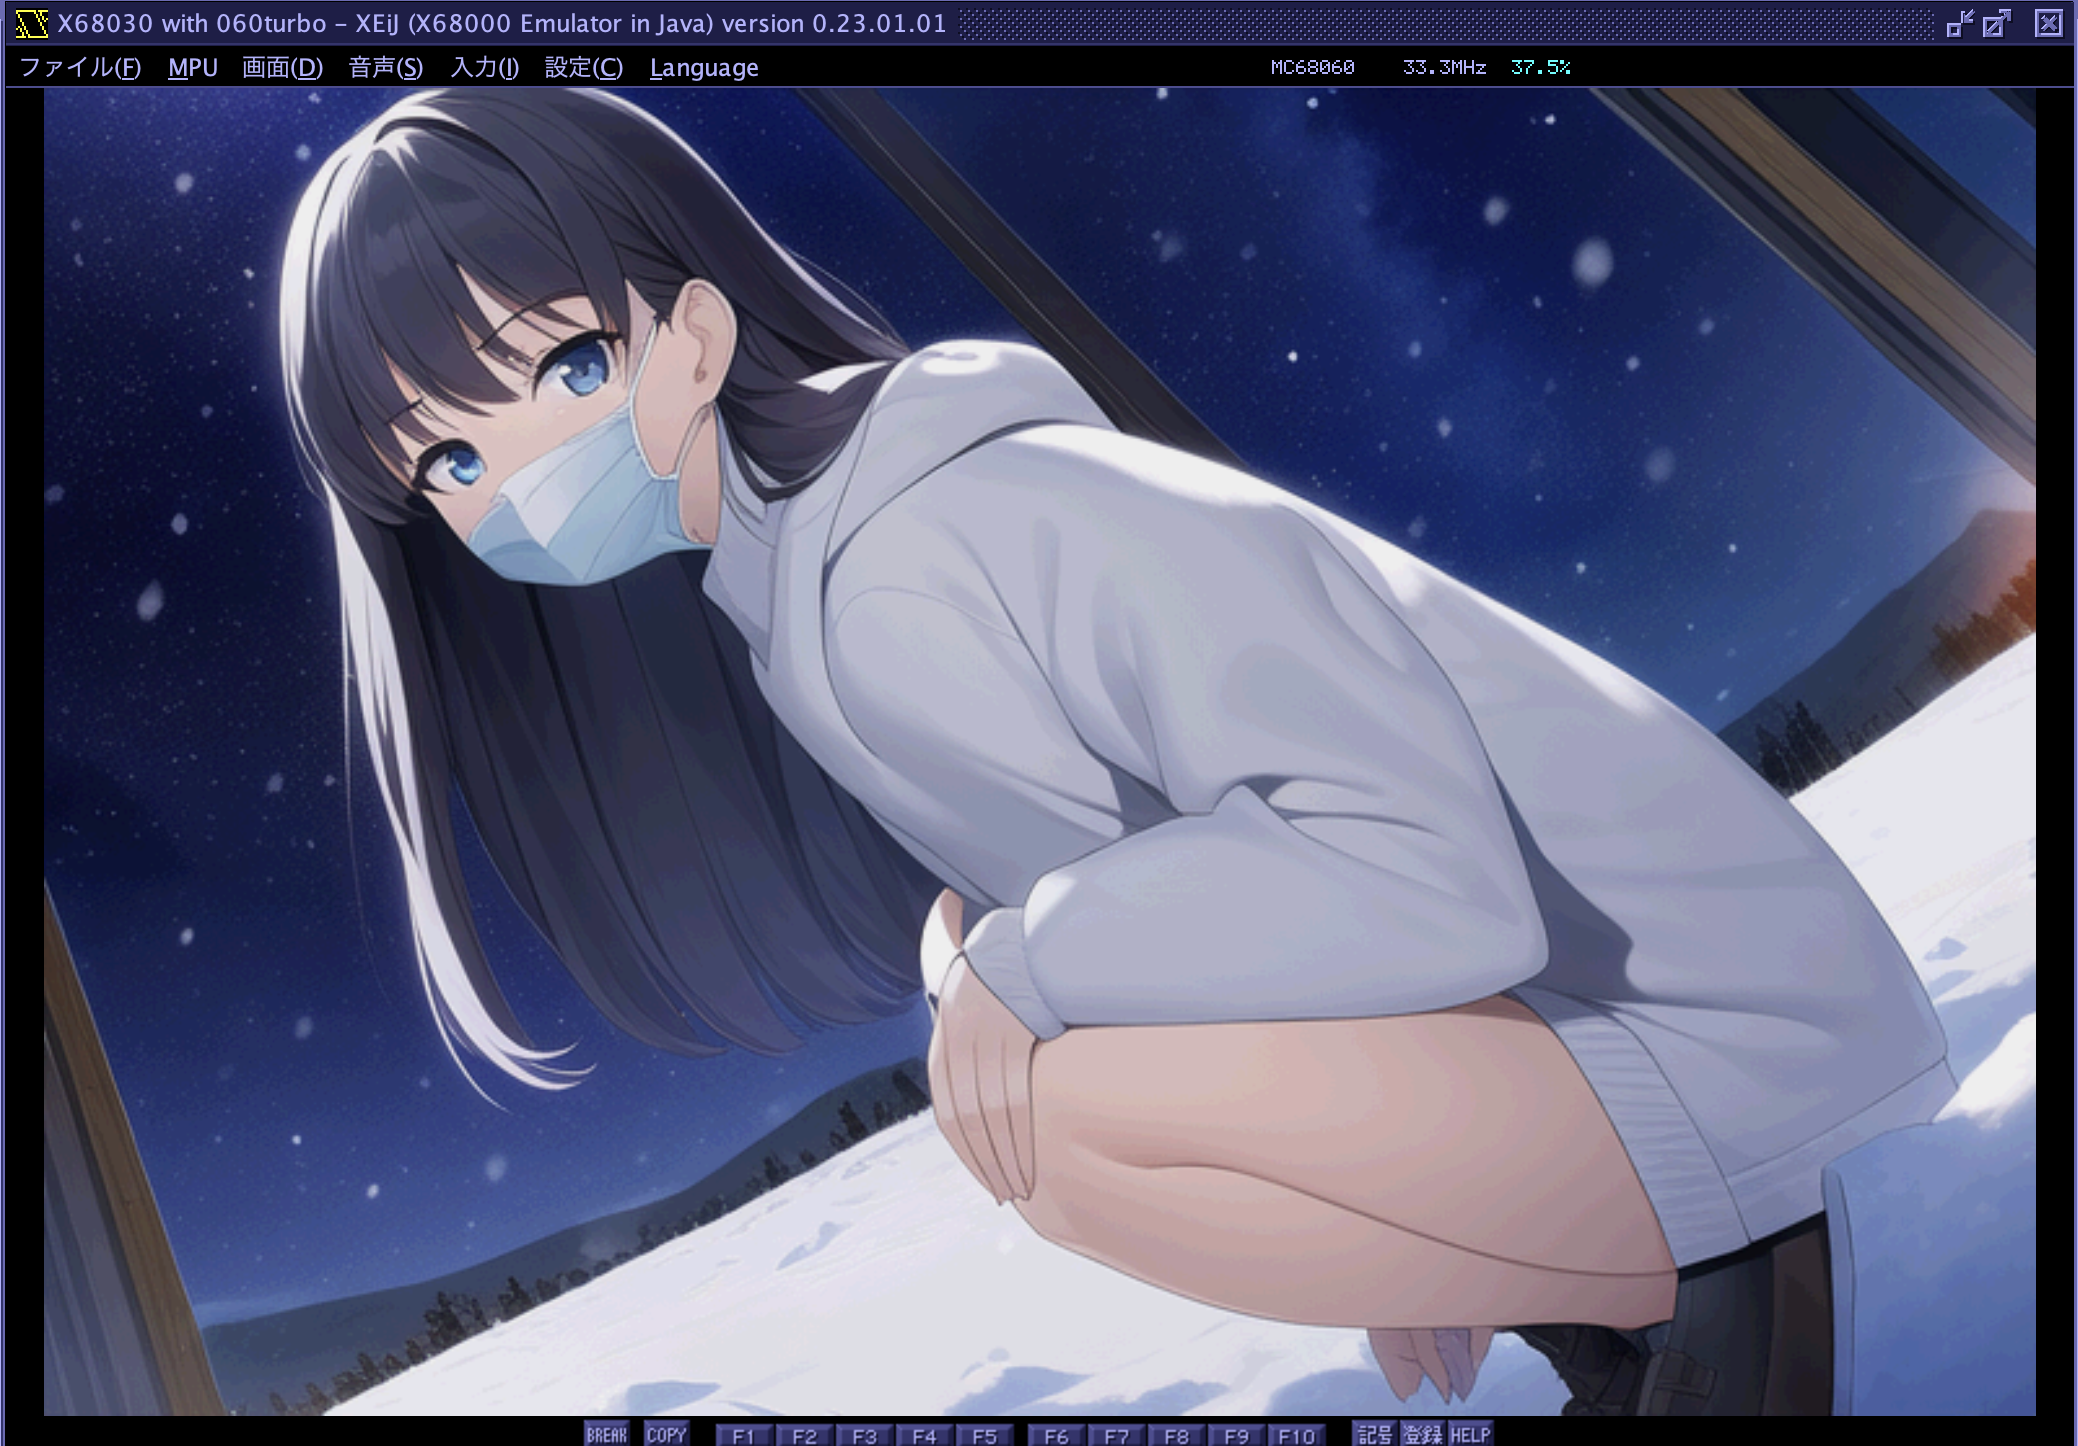 X68030 with 060turbo - XEiJ (X68000 Emulator in Java) version 0.23.01.01
ファイル(F) MPU 画面(D) 音声(S) 入力(I) 設定(C) Language MC68060 33.3MHz 37.5%
BREAK COPY F1 F2 F3 F4 F5 F6 F7 F8 F9 F10 記号 登録 HELP